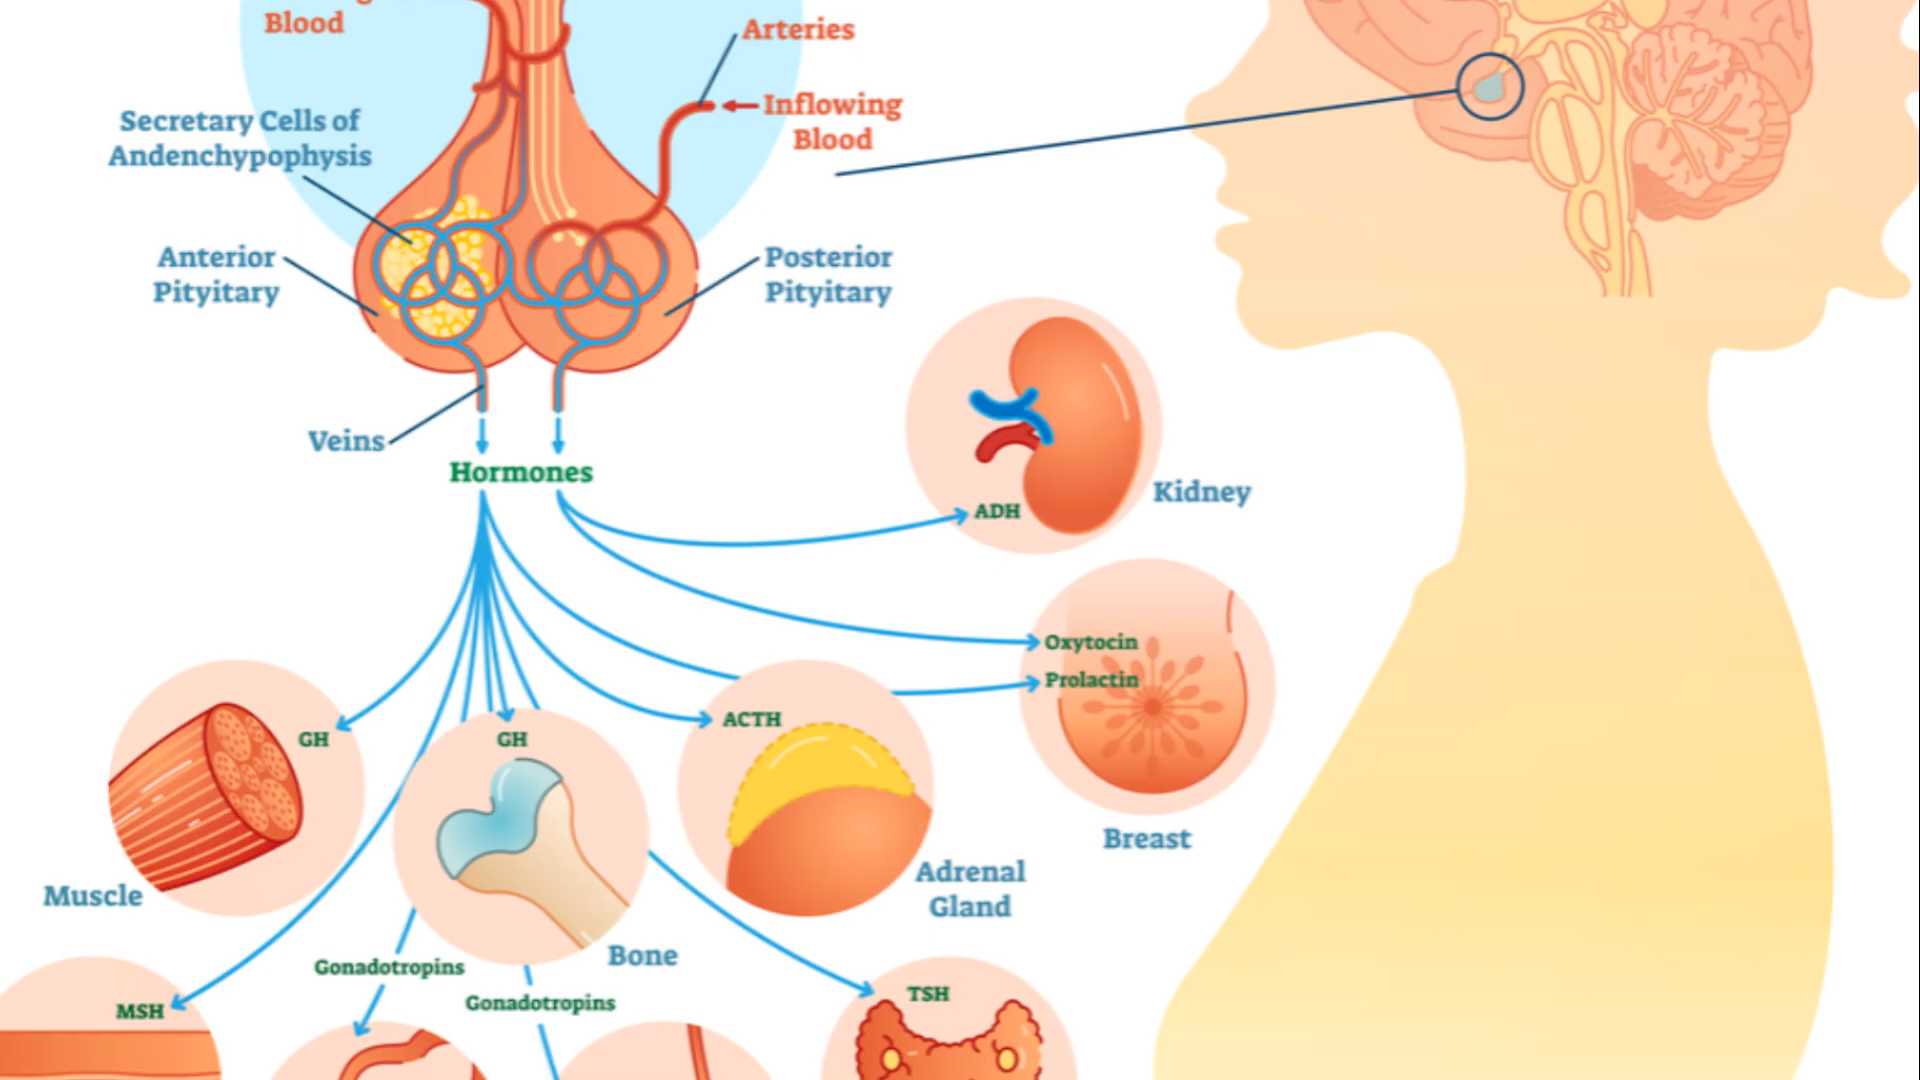 Blood
Arteries
Inflowing
Blood
Secretary Cells of
Andenchypophysis
Anterior
Pityitary
Posterior
Pityitary
Veins
Hormones
ADH
Kidney
Oxytocin
Prolactin
Breast
GH
Muscle
GH
Bone
ACTH
Adrenal
Gland
MSH
Gonadotropins
Gonadotropins
TSH